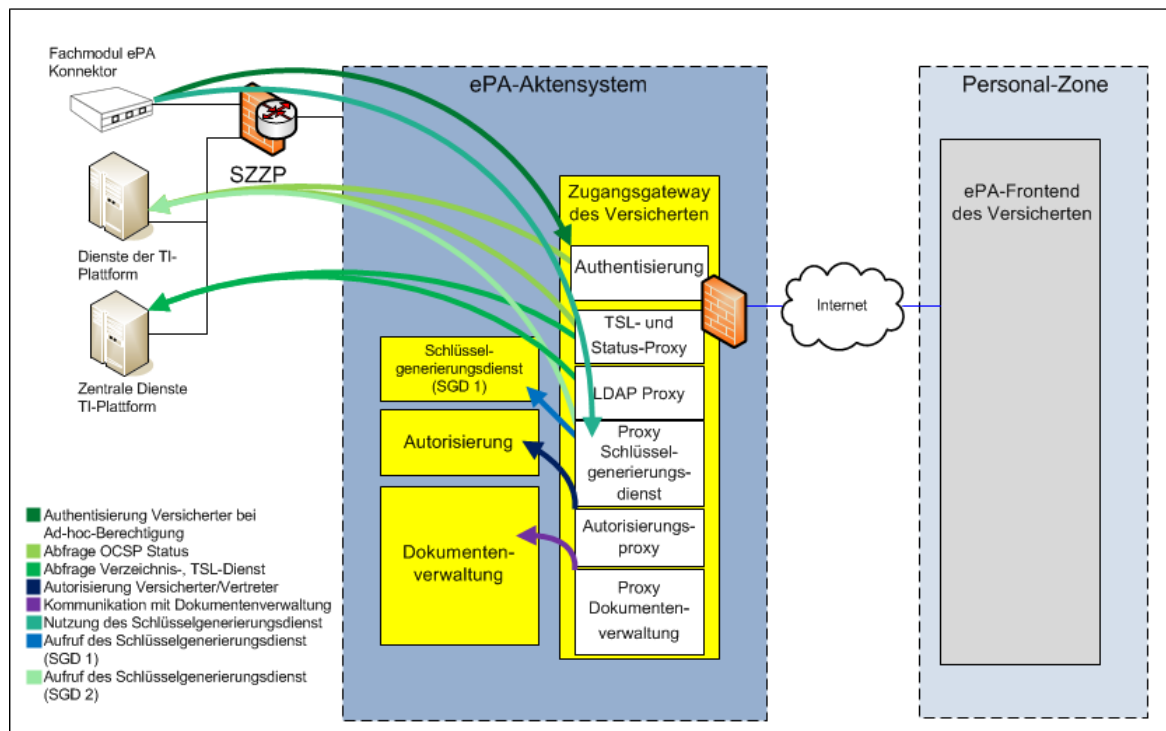 Fachmodul ePA
Konnektor
SZZP
Dienste der TI-
Plattform
Zentrale Dienste
TI-Plattform
ePA-Aktensystem
Zugangsgateway
des Versicherten
Authentisierung
TSL- und
Status-Proxy
LDAP Proxy
Proxy
Schlüssel-
generierungs-
dienst
Autorisierungs-
proxy
Proxy
Dokumenten-
verwaltung
Schlüssel-
generierungsdienst
(SGD 1)
Autorisierung
Dokumenten-
verwaltung
Internet
Personal-Zone
ePA-Frontend
des Versicherten
Authentisierung Versicherter bei
Ad-hoc-Berechtigung
Abfrage OCSP Status
Abfrage Verzeichnis-, TSL-Dienst
Autorisierung Versicherter/Vertreter
Kommunikation mit Dokumentenverwaltung
Nutzung des Schlüsselgenerierungsdienst
Aufruf des Schlüsselgenerierungsdienst
(SGD 1)
Aufruf des Schlüsselgenerierungsdienst
(SGD 2)